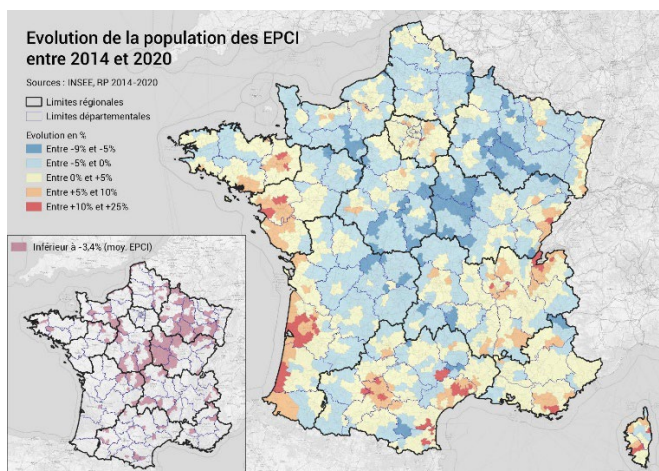 Evolution de la population des EPCI
entre 2014 et 2020
Sources : INSEE, RP 2014-2020
Limites régionales
Limites départementales
Evolution en %
Entre -9% et -5%
Entre -5% et 0%
Entre 0% et +5%
Entre +5% et 10%
Entre +10% et +25%
Inférieur à -3,4% (moy. EPCI)